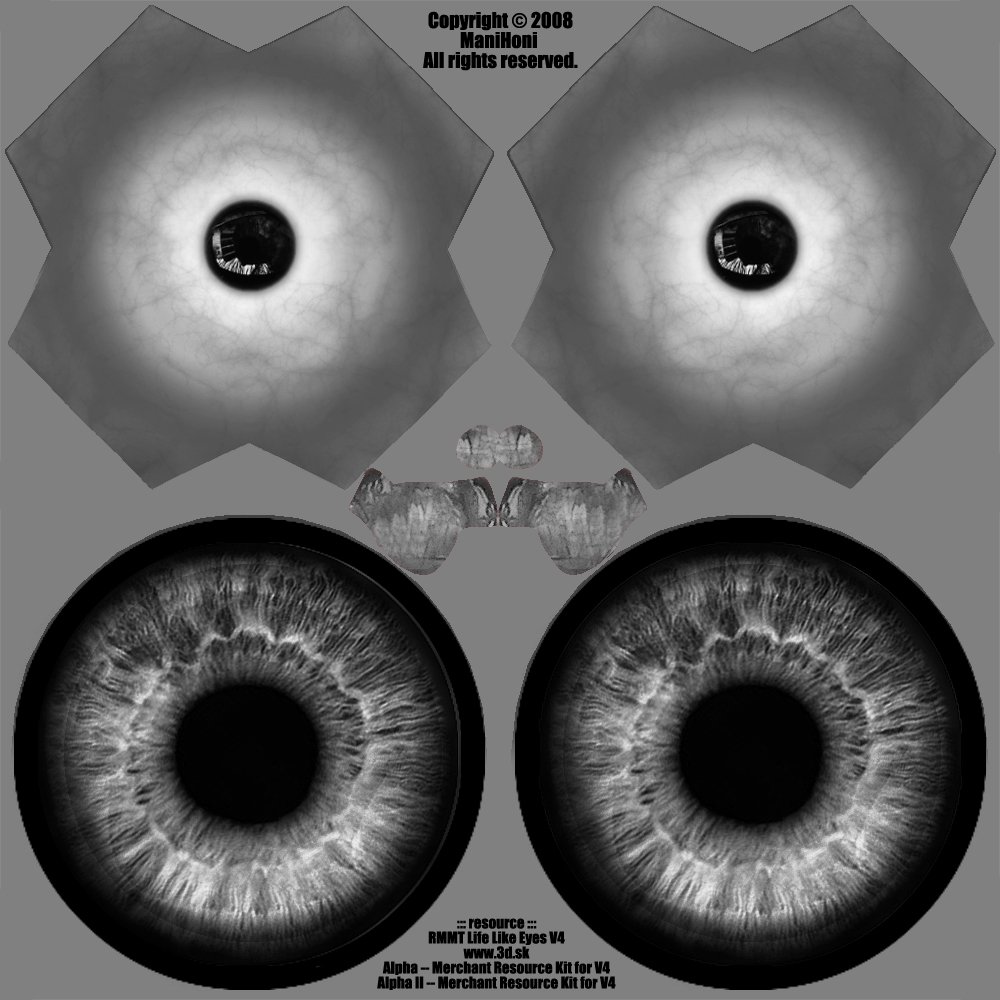 Copyright © 2008
ManiHoni
All rights reserved.
::: resource :::
RMMT Life Like Eyes V4
www.3d.sk
Alpha – Merchant Resource Kit for V4
Alpha II – Merchant Resource Kit for V4